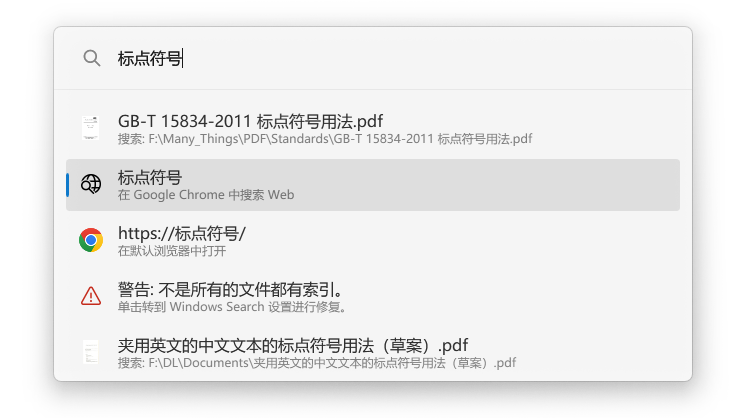 标点符号
GB-T 15834-2011 标点符号用法.pdf
搜索: F:\Many_Things\PDF\Standards\GB-T 15834-2011 标点符号用法.pdf
标点符号
在 Google Chrome 中搜索 Web
https://标点符号/
在默认浏览器中打开
警告: 不是所有的文件都有索引。
单击转到 Windows Search 设置进行修复。
夹用英文的中文文本的标点符号用法（草案）.pdf
搜索: F:\DL\Documents\夹用英文的中文文本的标点符号用法（草案）.pdf